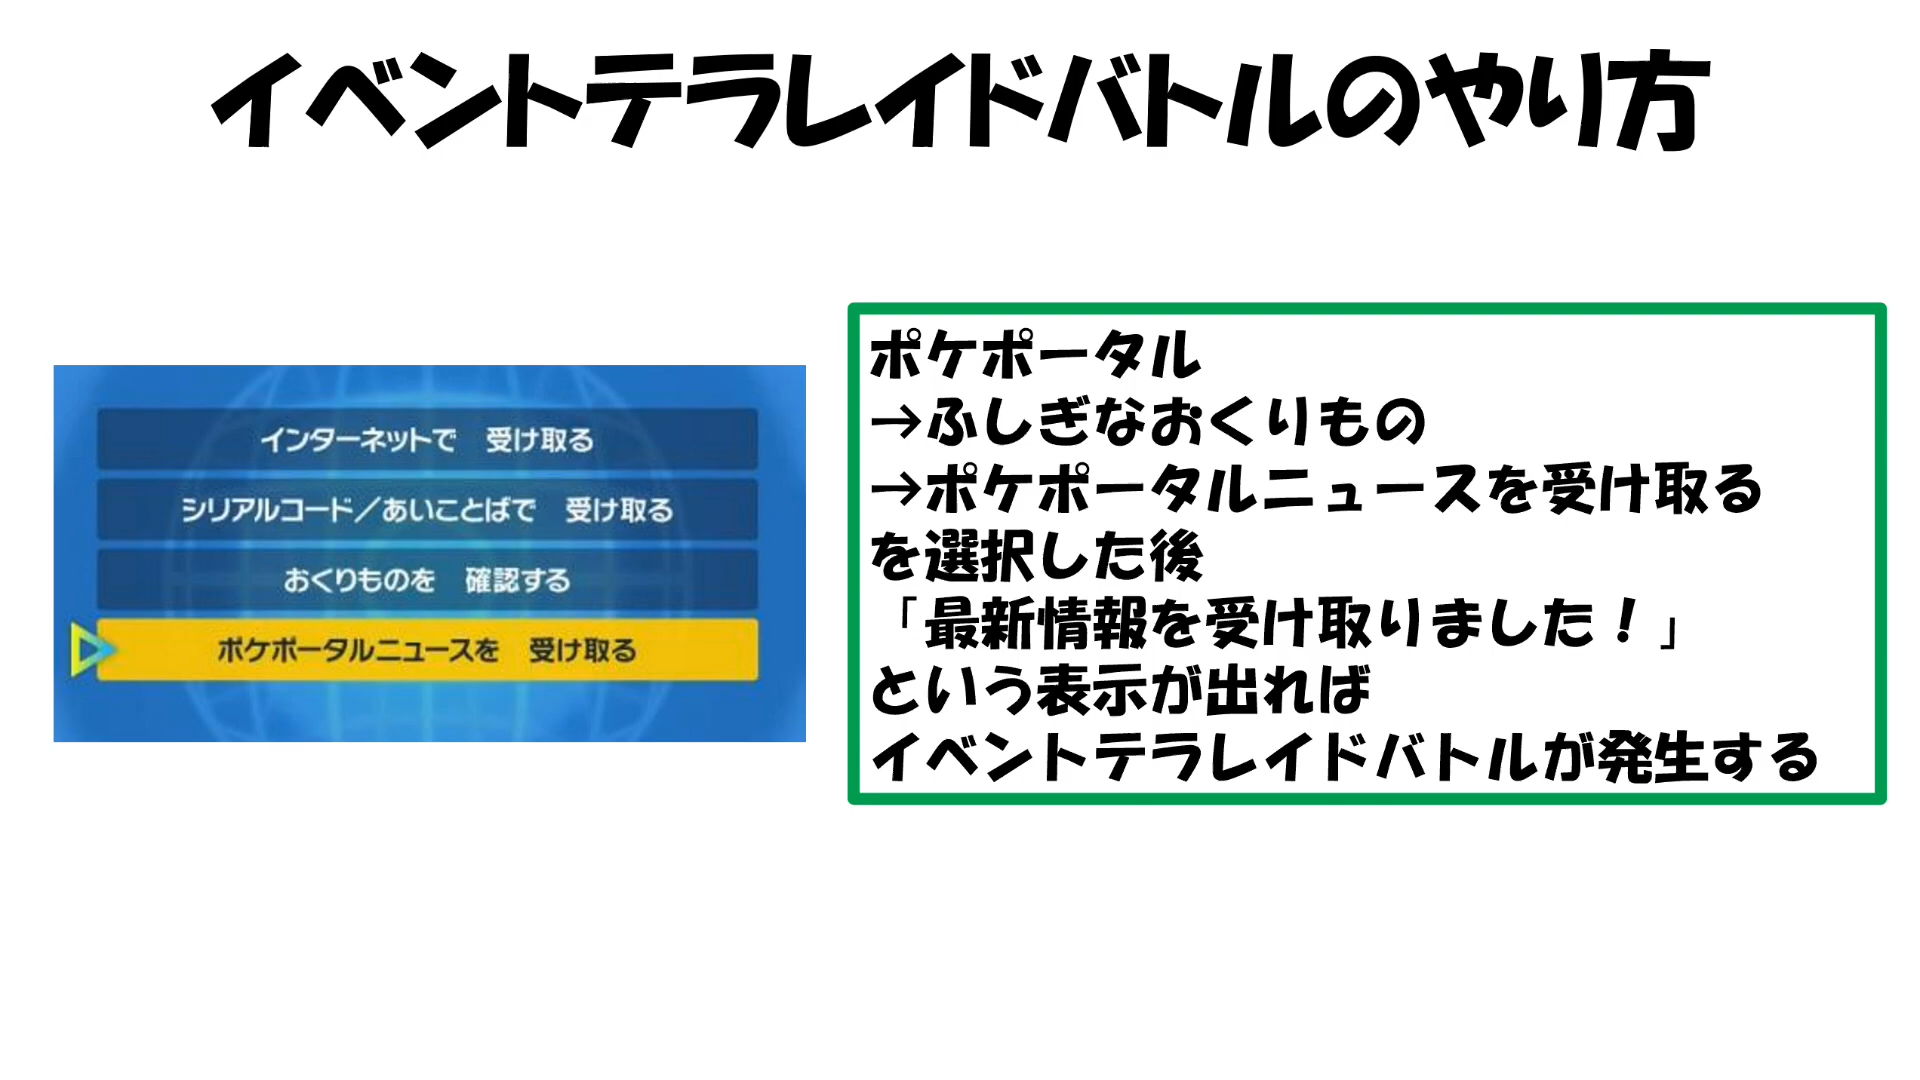 イベントテラレイドバトルのやり方
インターネットで　受け取る
シリアルコード／あいことばで　受け取る
おくりものを　確認する
ポケポータルニュースを　受け取る
ポケポータル
→ふしぎなおくりもの
→ポケポータルニュースを受け取る
を選択した後
「最新情報を受け取りました！」
という表示が出れば
イベントテラレイドバトルが発生する